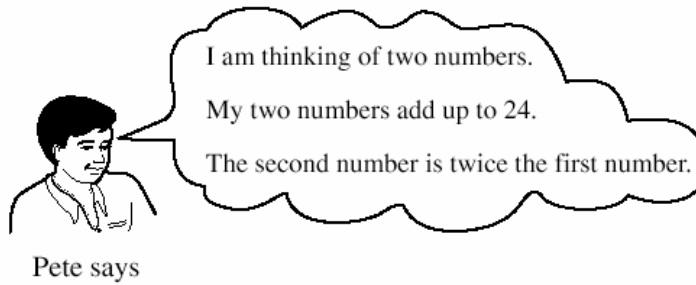 I am thinking of two numbers.
My two numbers add up to 24.
The second number is twice the first number.
Pete says